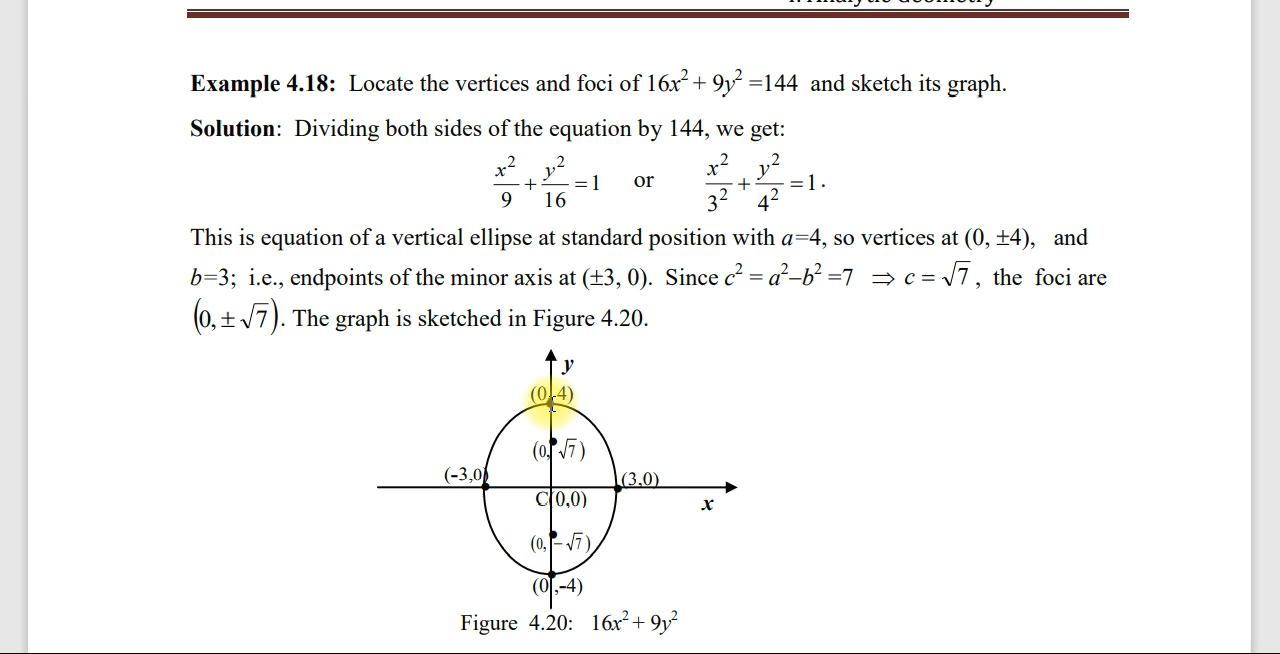 Example 4.18: Locate the vertices and foci of 16x² + 9y² =144 and sketch its graph.
Solution: Dividing both sides of the equation by 144, we get:
x²/9 + y²/16 = 1 or x²/3² + y²/4² = 1 .
This is equation of a vertical ellipse at standard position with a=4, so vertices at (0, ±4), and
b=3; i.e., endpoints of the minor axis at (±3, 0). Since c² = a²–b² =7 ⇒ c = √7 , the foci are
(0, ± √7). The graph is sketched in Figure 4.20.
y
(0, 4)
(0, √7)
(-3,0)
(3,0)
C(0,0)
x
(0, −√7)
(0,-4)
Figure 4.20: 16x² + 9y²